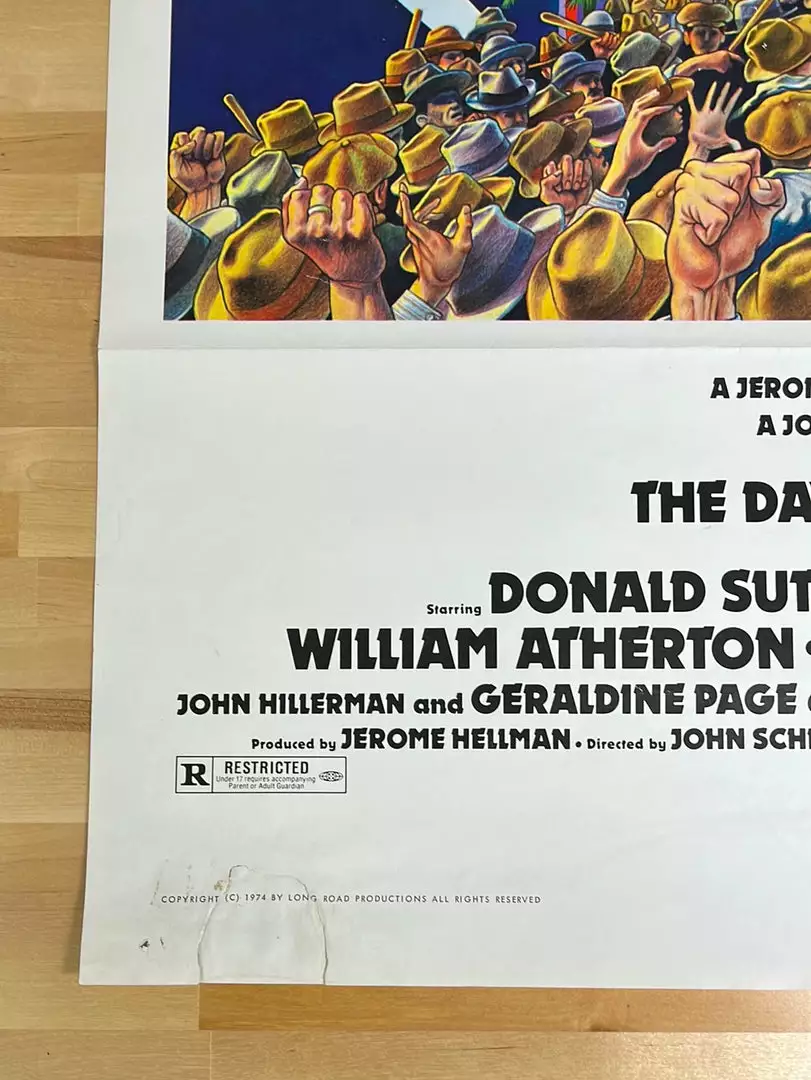 A JEROM
A JO
THE DA
Starring DONALD SUT
WILLIAM ATHERTON •
JOHN HILLERMAN and GERALDINE PAGE
Produced by JEROME HELLMAN • Directed by JOHN SCH
R RESTRICTED
Under 17 requires accompanying
Parent or Adult Guardian
COPYRIGHT (C) 1974 BY LONG ROAD PRODUCTIONS ALL RIGHTS RESERVED